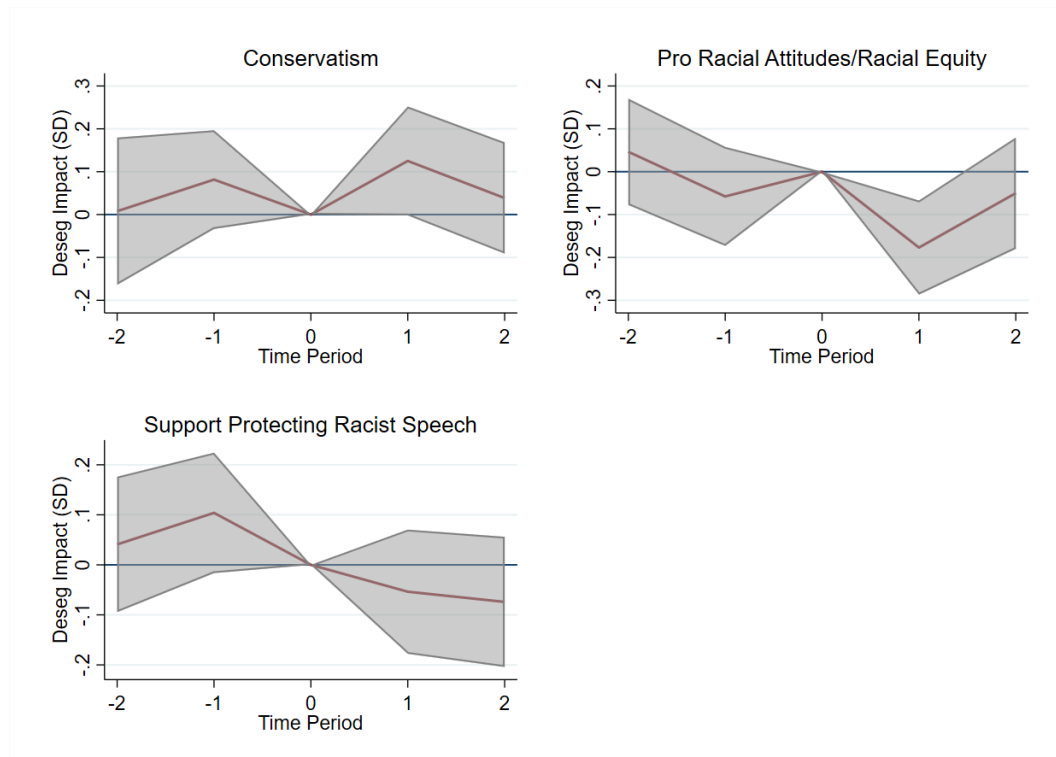 Conservatism
Deseg Impact (SD)
.3
.2
.1
0
-.1
-.2
-2 -1 0 1 2
Time Period
Pro Racial Attitudes/Racial Equity
Deseg Impact (SD)
.2
.1
0
-.1
-.2
-.3
-2 -1 0 1 2
Time Period
Support Protecting Racist Speech
Deseg Impact (SD)
.2
.1
0
-.1
-.2
-2 -1 0 1 2
Time Period